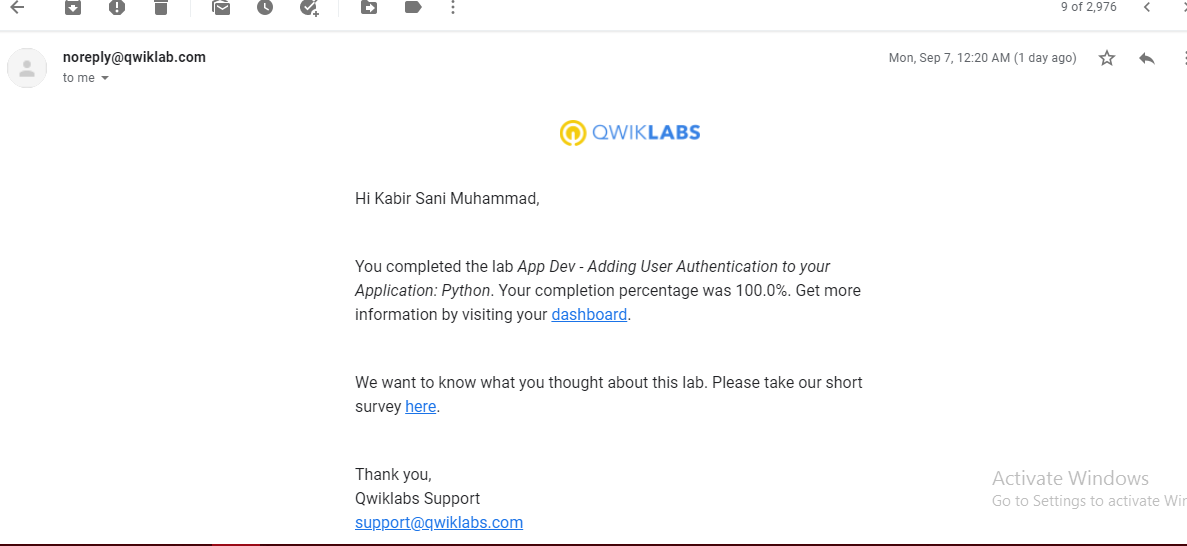 9 of 2,976
noreply@qwiklab.com
Mon, Sep 7, 12:20 AM (1 day ago)
to me
QWIKLABS
Hi Kabir Sani Muhammad,
You completed the lab App Dev - Adding User Authentication to your
Application: Python. Your completion percentage was 100.0%. Get more
information by visiting your dashboard.
We want to know what you thought about this lab. Please take our short
survey here.
Thank you,
Qwiklabs Support
support@qwiklabs.com
Activate Windows
Go to Settings to activate